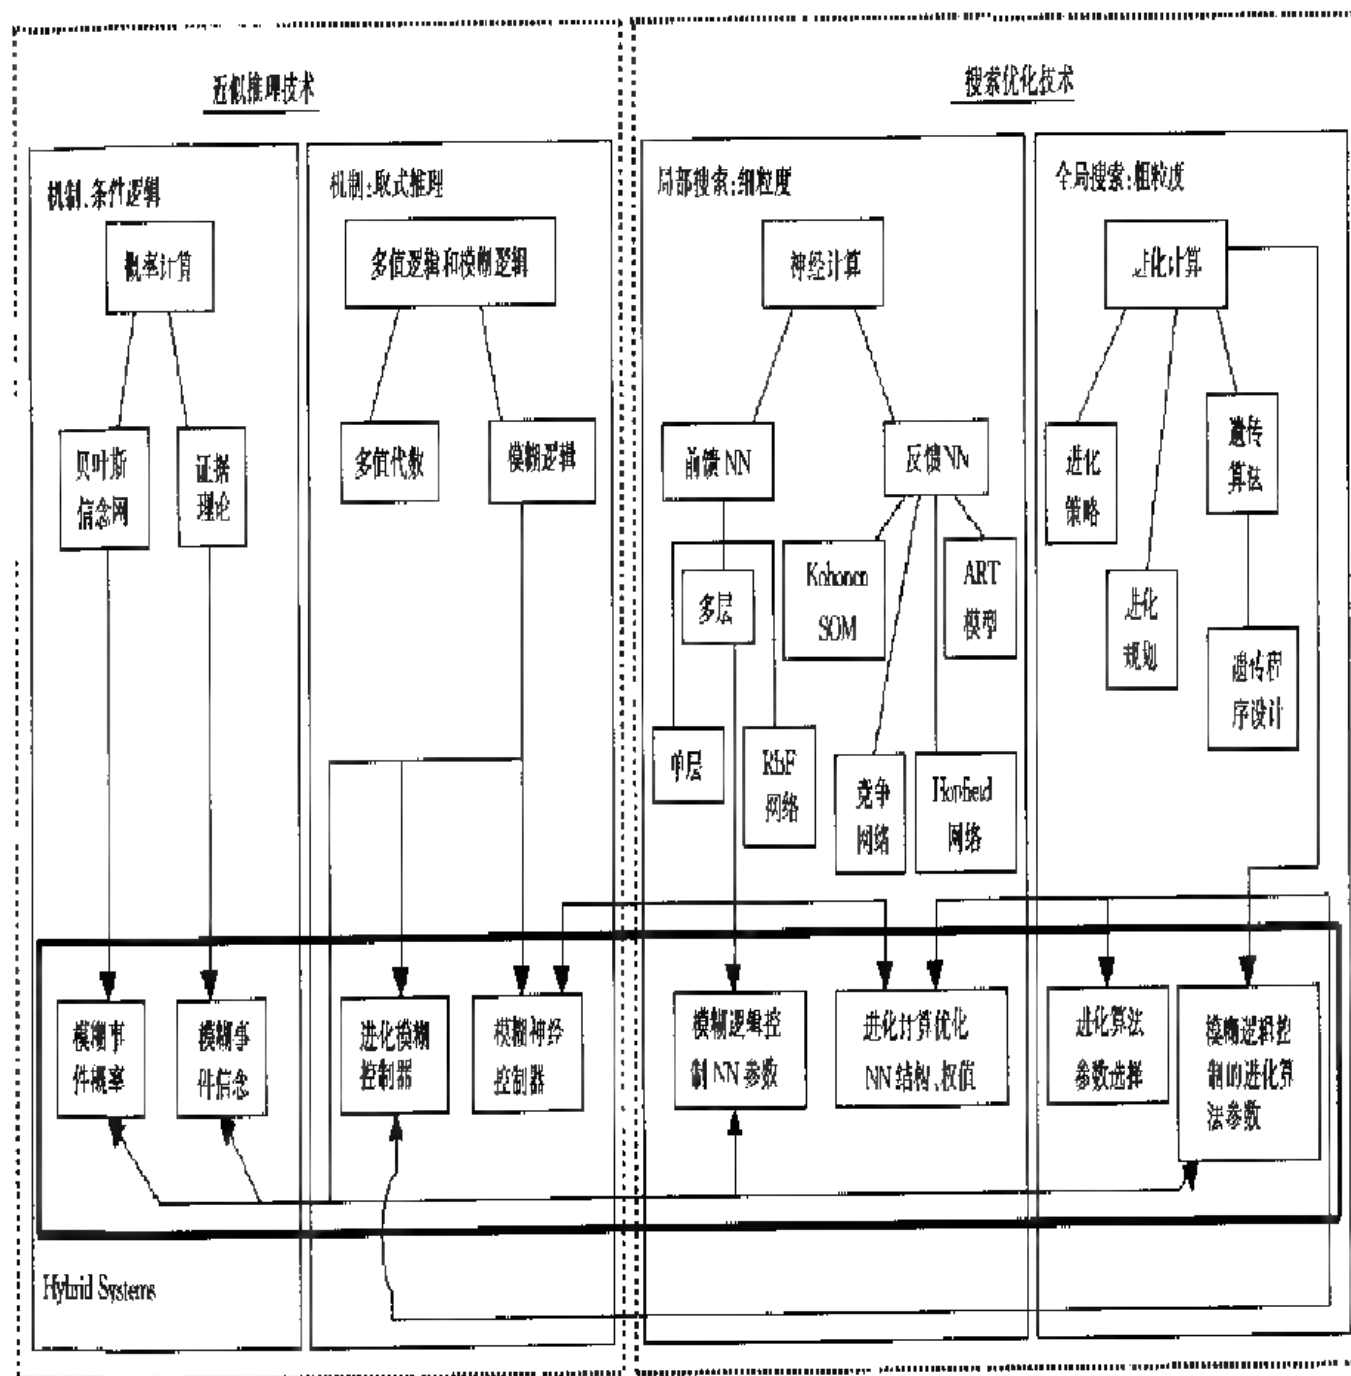 近似推理技术
搜索优化技术
机制:条件逻辑
机制:取式推理
局部搜索:细粒度
全局搜索:粗粒度
概率计算
多值逻辑和模糊逻辑
神经计算
进化计算
贝叶斯
信念网
证据
理论
多值代数
模糊逻辑
前馈 NN
反馈 NN
进化
策略
遗传
算法
多层
Kohonen
SOM
ART
模型
进化
规划
遗传程
序设计
单层
RbF
网络
竞争
网络
Hopfield
网络
模糊事
件概率
模糊事
件信念
进化模糊
控制器
模糊神经
控制器
模糊逻辑控
制 NN 参数
进化计算优化
NN 结构、权值
进化算法
参数选择
模糊逻辑控
制的进化算
法参数
Hybrid Systems